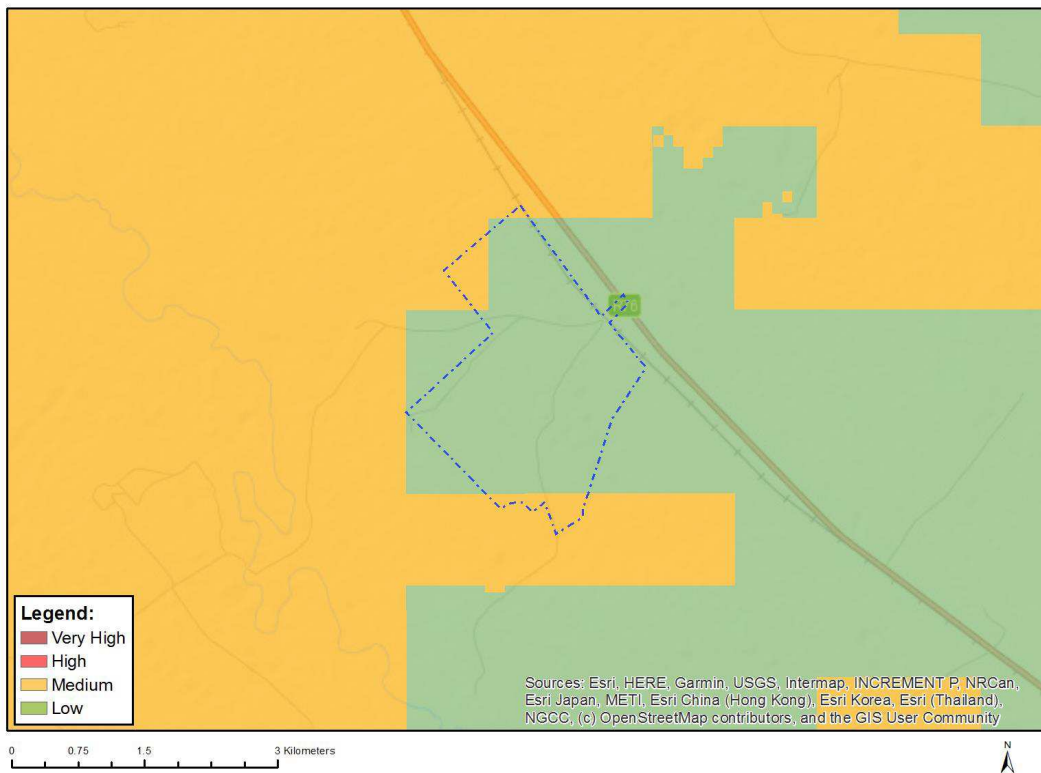 Legend:
Very High
High
Medium
Low
Sources: Esri, HERE, Garmin, USGS, Intermap, INCREMENT P, NRCan,
Esri Japan, METI, Esri China (Hong Kong), Esri Korea, Esri (Thailand),
NGCC, (c) OpenStreetMap contributors, and the GIS User Community
0 0.75 1.5 3 Kilometers
N